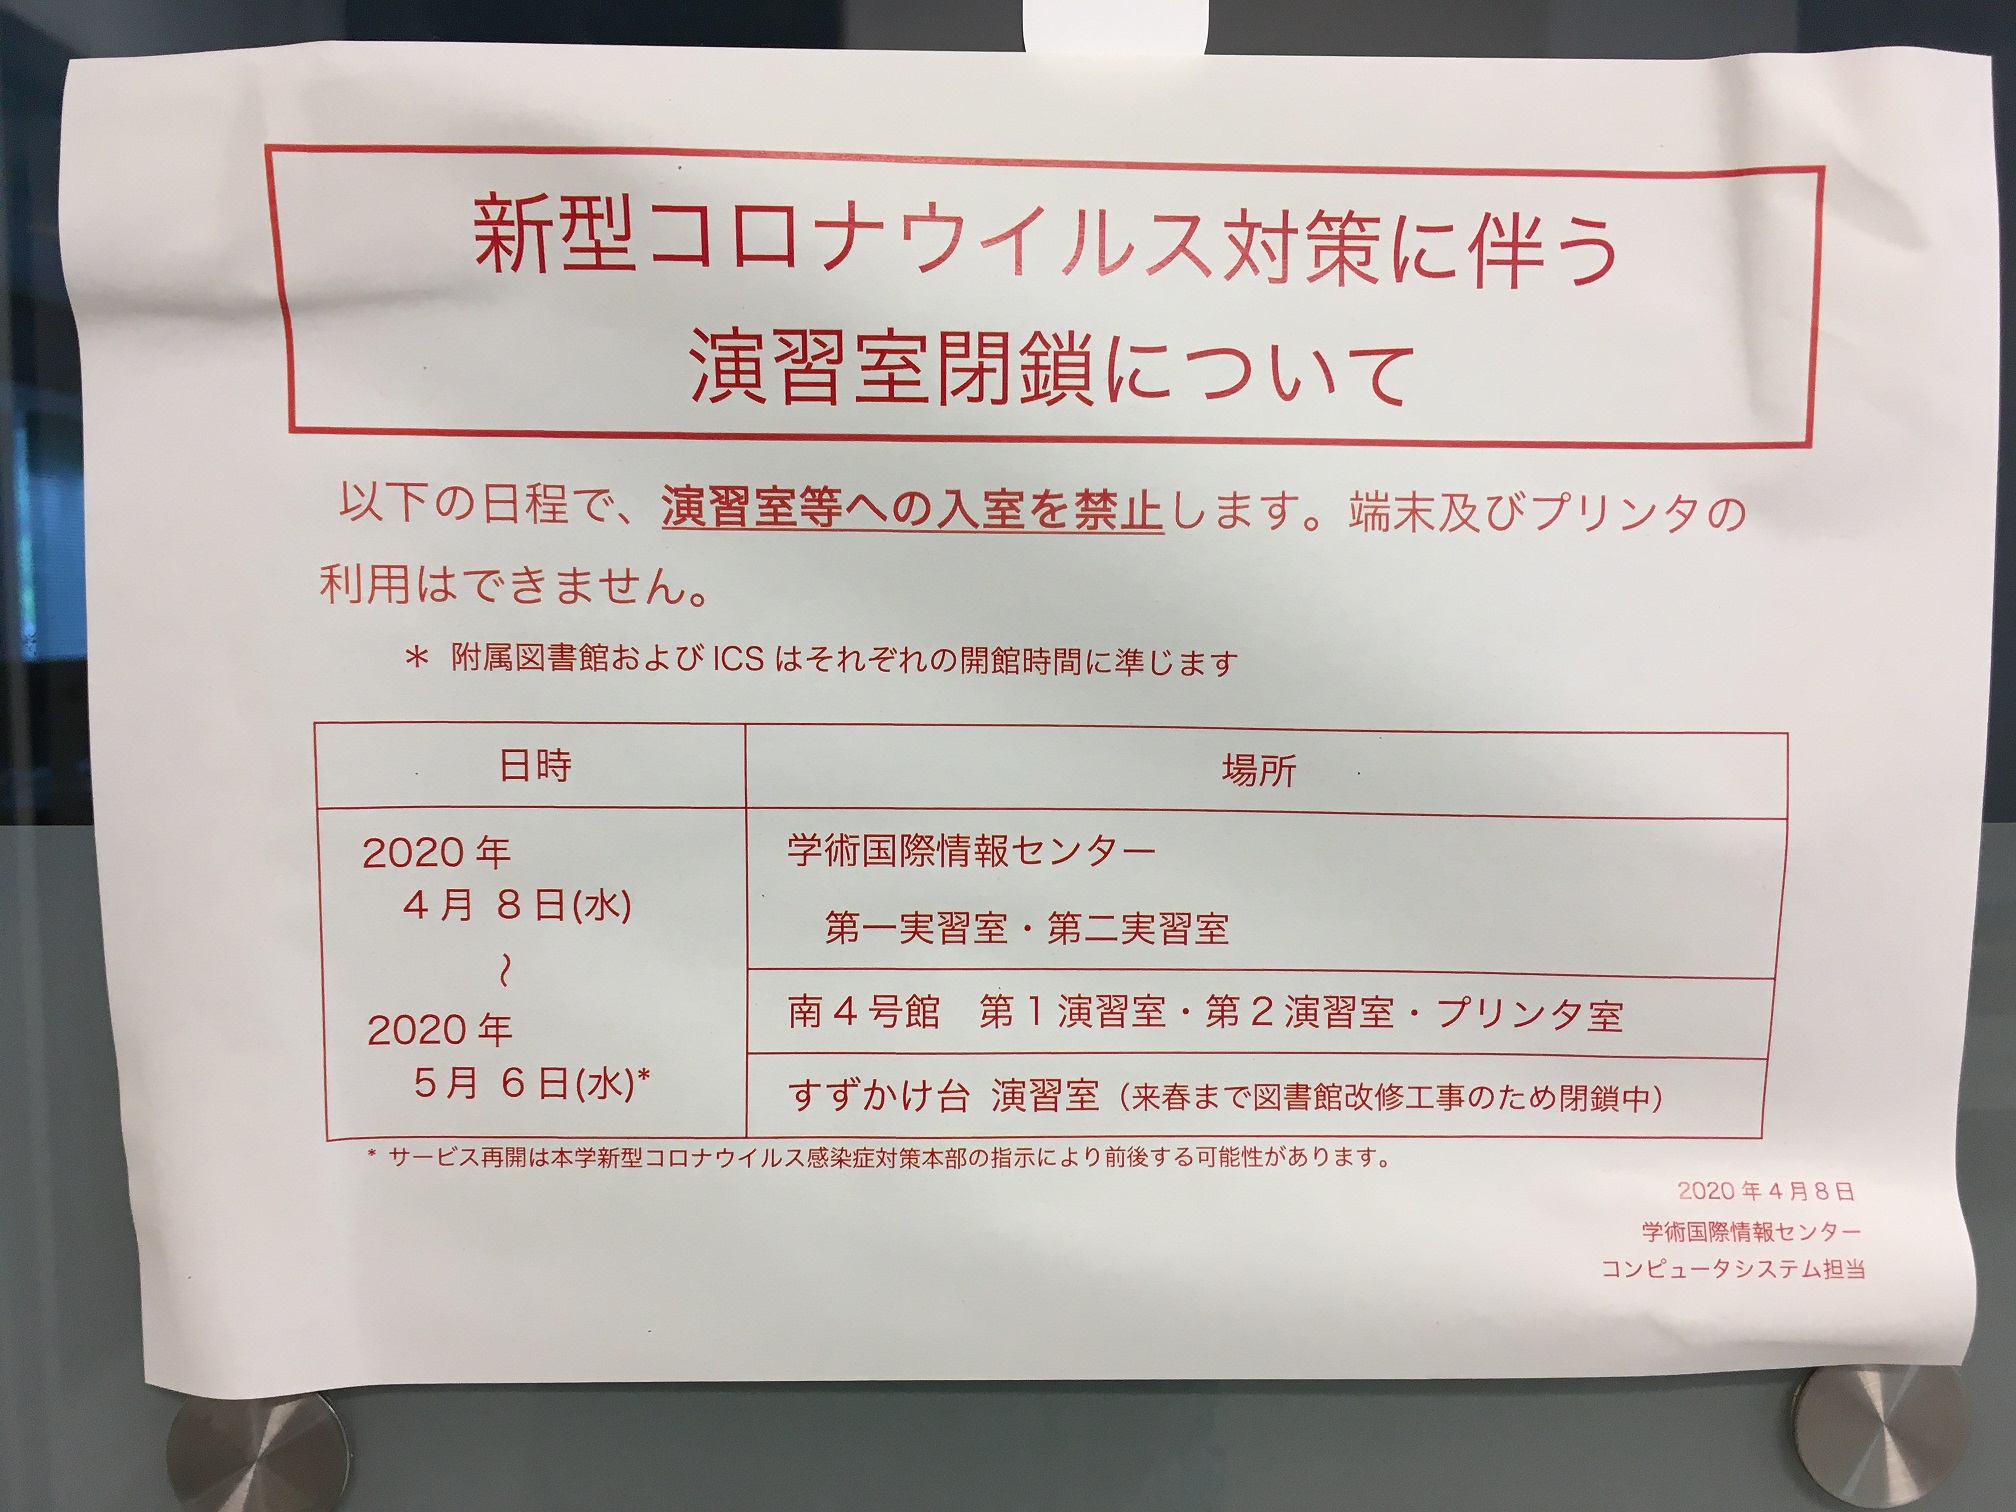 新型コロナウイルス対策に伴う
演習室閉鎖について
以下の日程で、演習室等への入室を禁止します。端末及びプリンタの
利用はできません。
＊ 附属図書館および ICS はそれぞれの開館時間に準じます
日時
場所
2020 年
4 月 8 日(水)
～
2020 年
5 月 6 日(水)*
学術国際情報センター
第一実習室・第二実習室
南 4 号館　第 1 演習室・第 2 演習室・プリンタ室
すずかけ台 演習室（来春まで図書館改修工事のため閉鎖中）
* サービス再開は本学新型コロナウイルス感染症対策本部の指示により前後する可能性があります。
2020 年 4 月 8 日
学術国際情報センター
コンピュータシステム担当